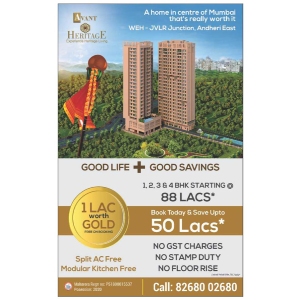 AVANT
HERITAGE
A home in centre of Mumbai
that's really worth it
WEH - JVLR Junction, Andheri East
GOOD LIFE + GOOD SAVINGS
1, 2, 3 & 4 BHK STARTING @
88 LACS*
1 LAC
worth
GOLD
Book Today & Save Upto
50 Lacs*
NO GST CHARGES
NO STAMP DUTY
NO FLOOR RISE
Split AC Free
Modular Kitchen Free
Call: 82680 02680